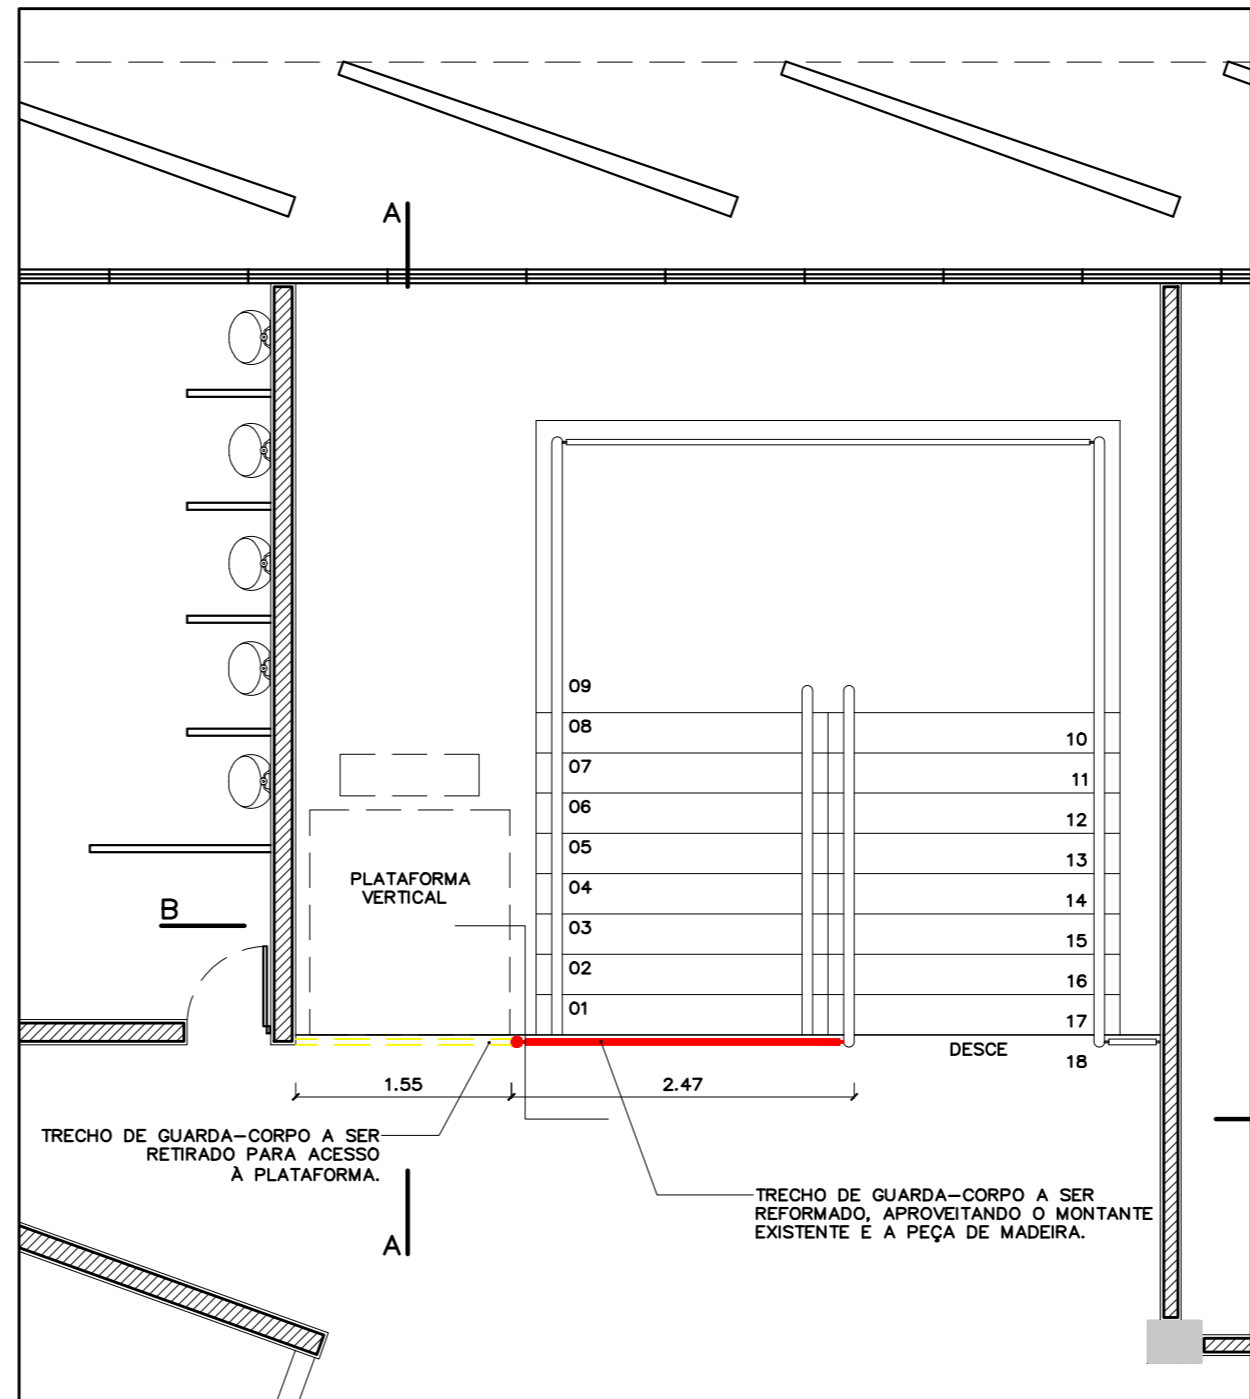 A
09
08
07
06
05
04
03
02
01
10
11
12
13
14
15
16
17
18
PLATAFORMA
VERTICAL
B
DESCE
1.55
2.47
TRECHO DE GUARDA-CORPO A SER
RETIRADO PARA ACESSO
À PLATAFORMA.
TRECHO DE GUARDA-CORPO A SER
REFORMADO, APROVEITANDO O MONTANTE
EXISTENTE E A PEÇA DE MADEIRA.
A